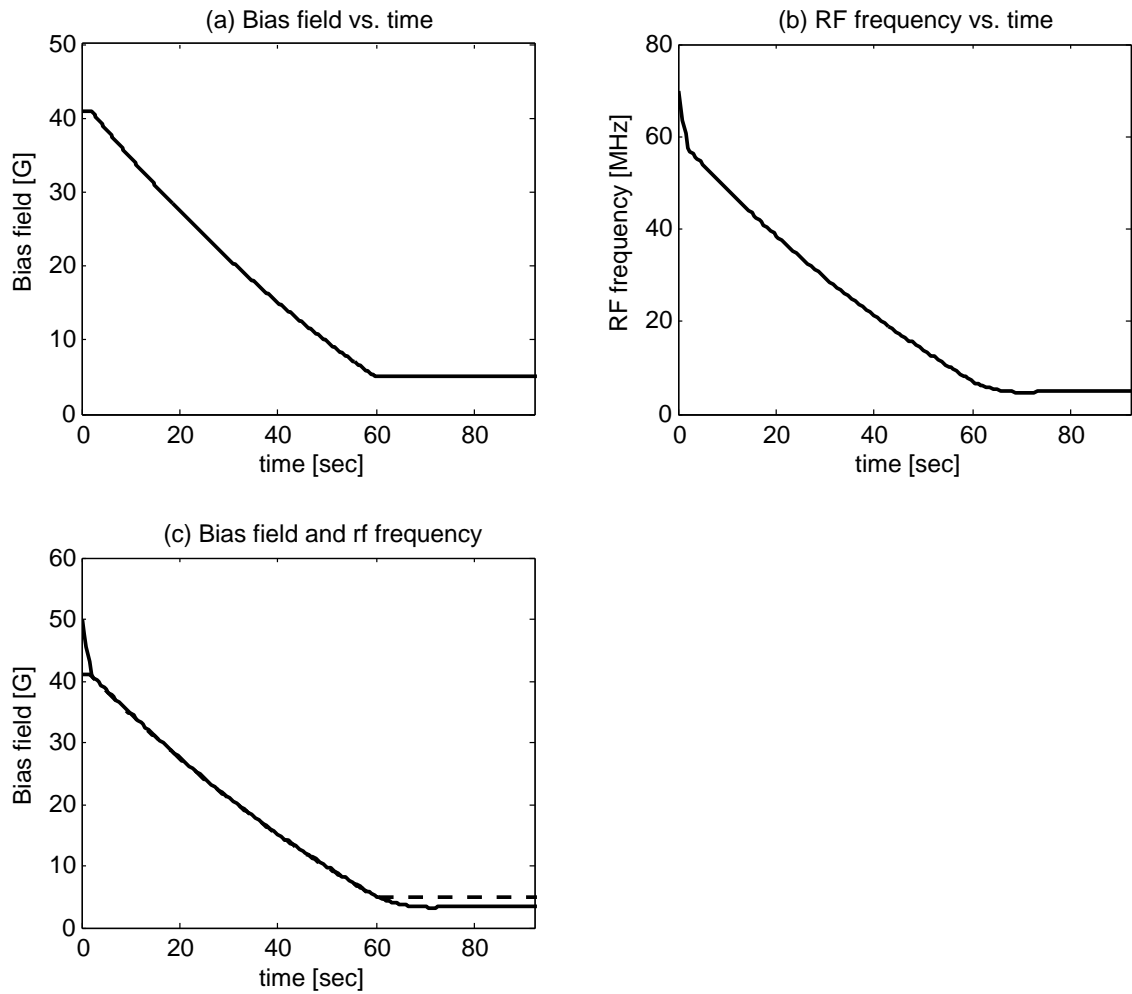 (a) Bias field vs. time
50
40
30
20
10
0
Bias field [G]
0 20 40 60 80
time [sec]
(b) RF frequency vs. time
80
60
40
20
0
RF frequency [MHz]
0 20 40 60 80
time [sec]
(c) Bias field and rf frequency
60
50
40
30
20
10
0
Bias field [G]
0 20 40 60 80
time [sec]